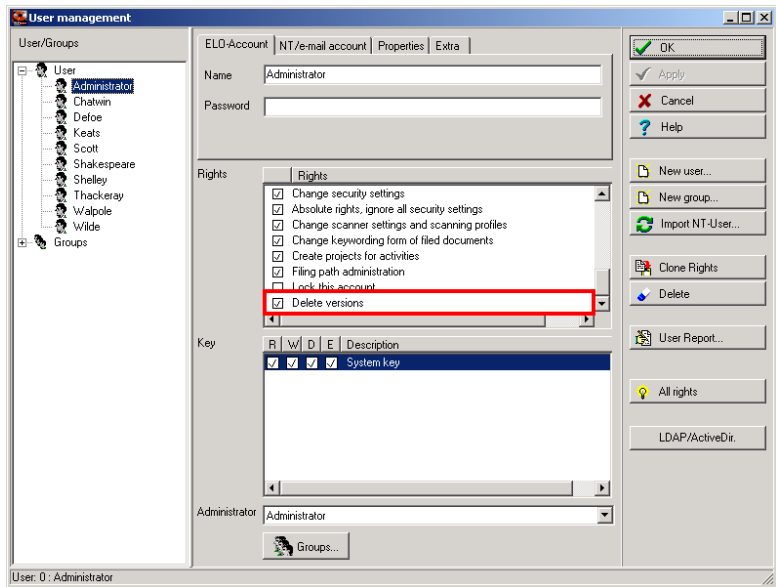 User management
User/Groups
User
Administrator
Chatwin
Defoe
Keats
Scott
Shakespeare
Shelley
Thackeray
Walpole
Wilde
Groups
ELO-Account NT/e-mail account Properties Extra
Name Administrator
Password
Rights Rights
Change security settings
Absolute rights, ignore all security settings
Change scanner settings and scanning profiles
Change keywording form of filed documents
Create projects for activities
Filing path administration
Lock this account
Delete versions
Key R W D E Description
System key
Administrator Administrator
Groups...
OK
Apply
Cancel
Help
New user...
New group...
Import NT-User...
Clone Rights
Delete
User Report...
All rights
LDAP/ActiveDir.
User: 0 : Administrator